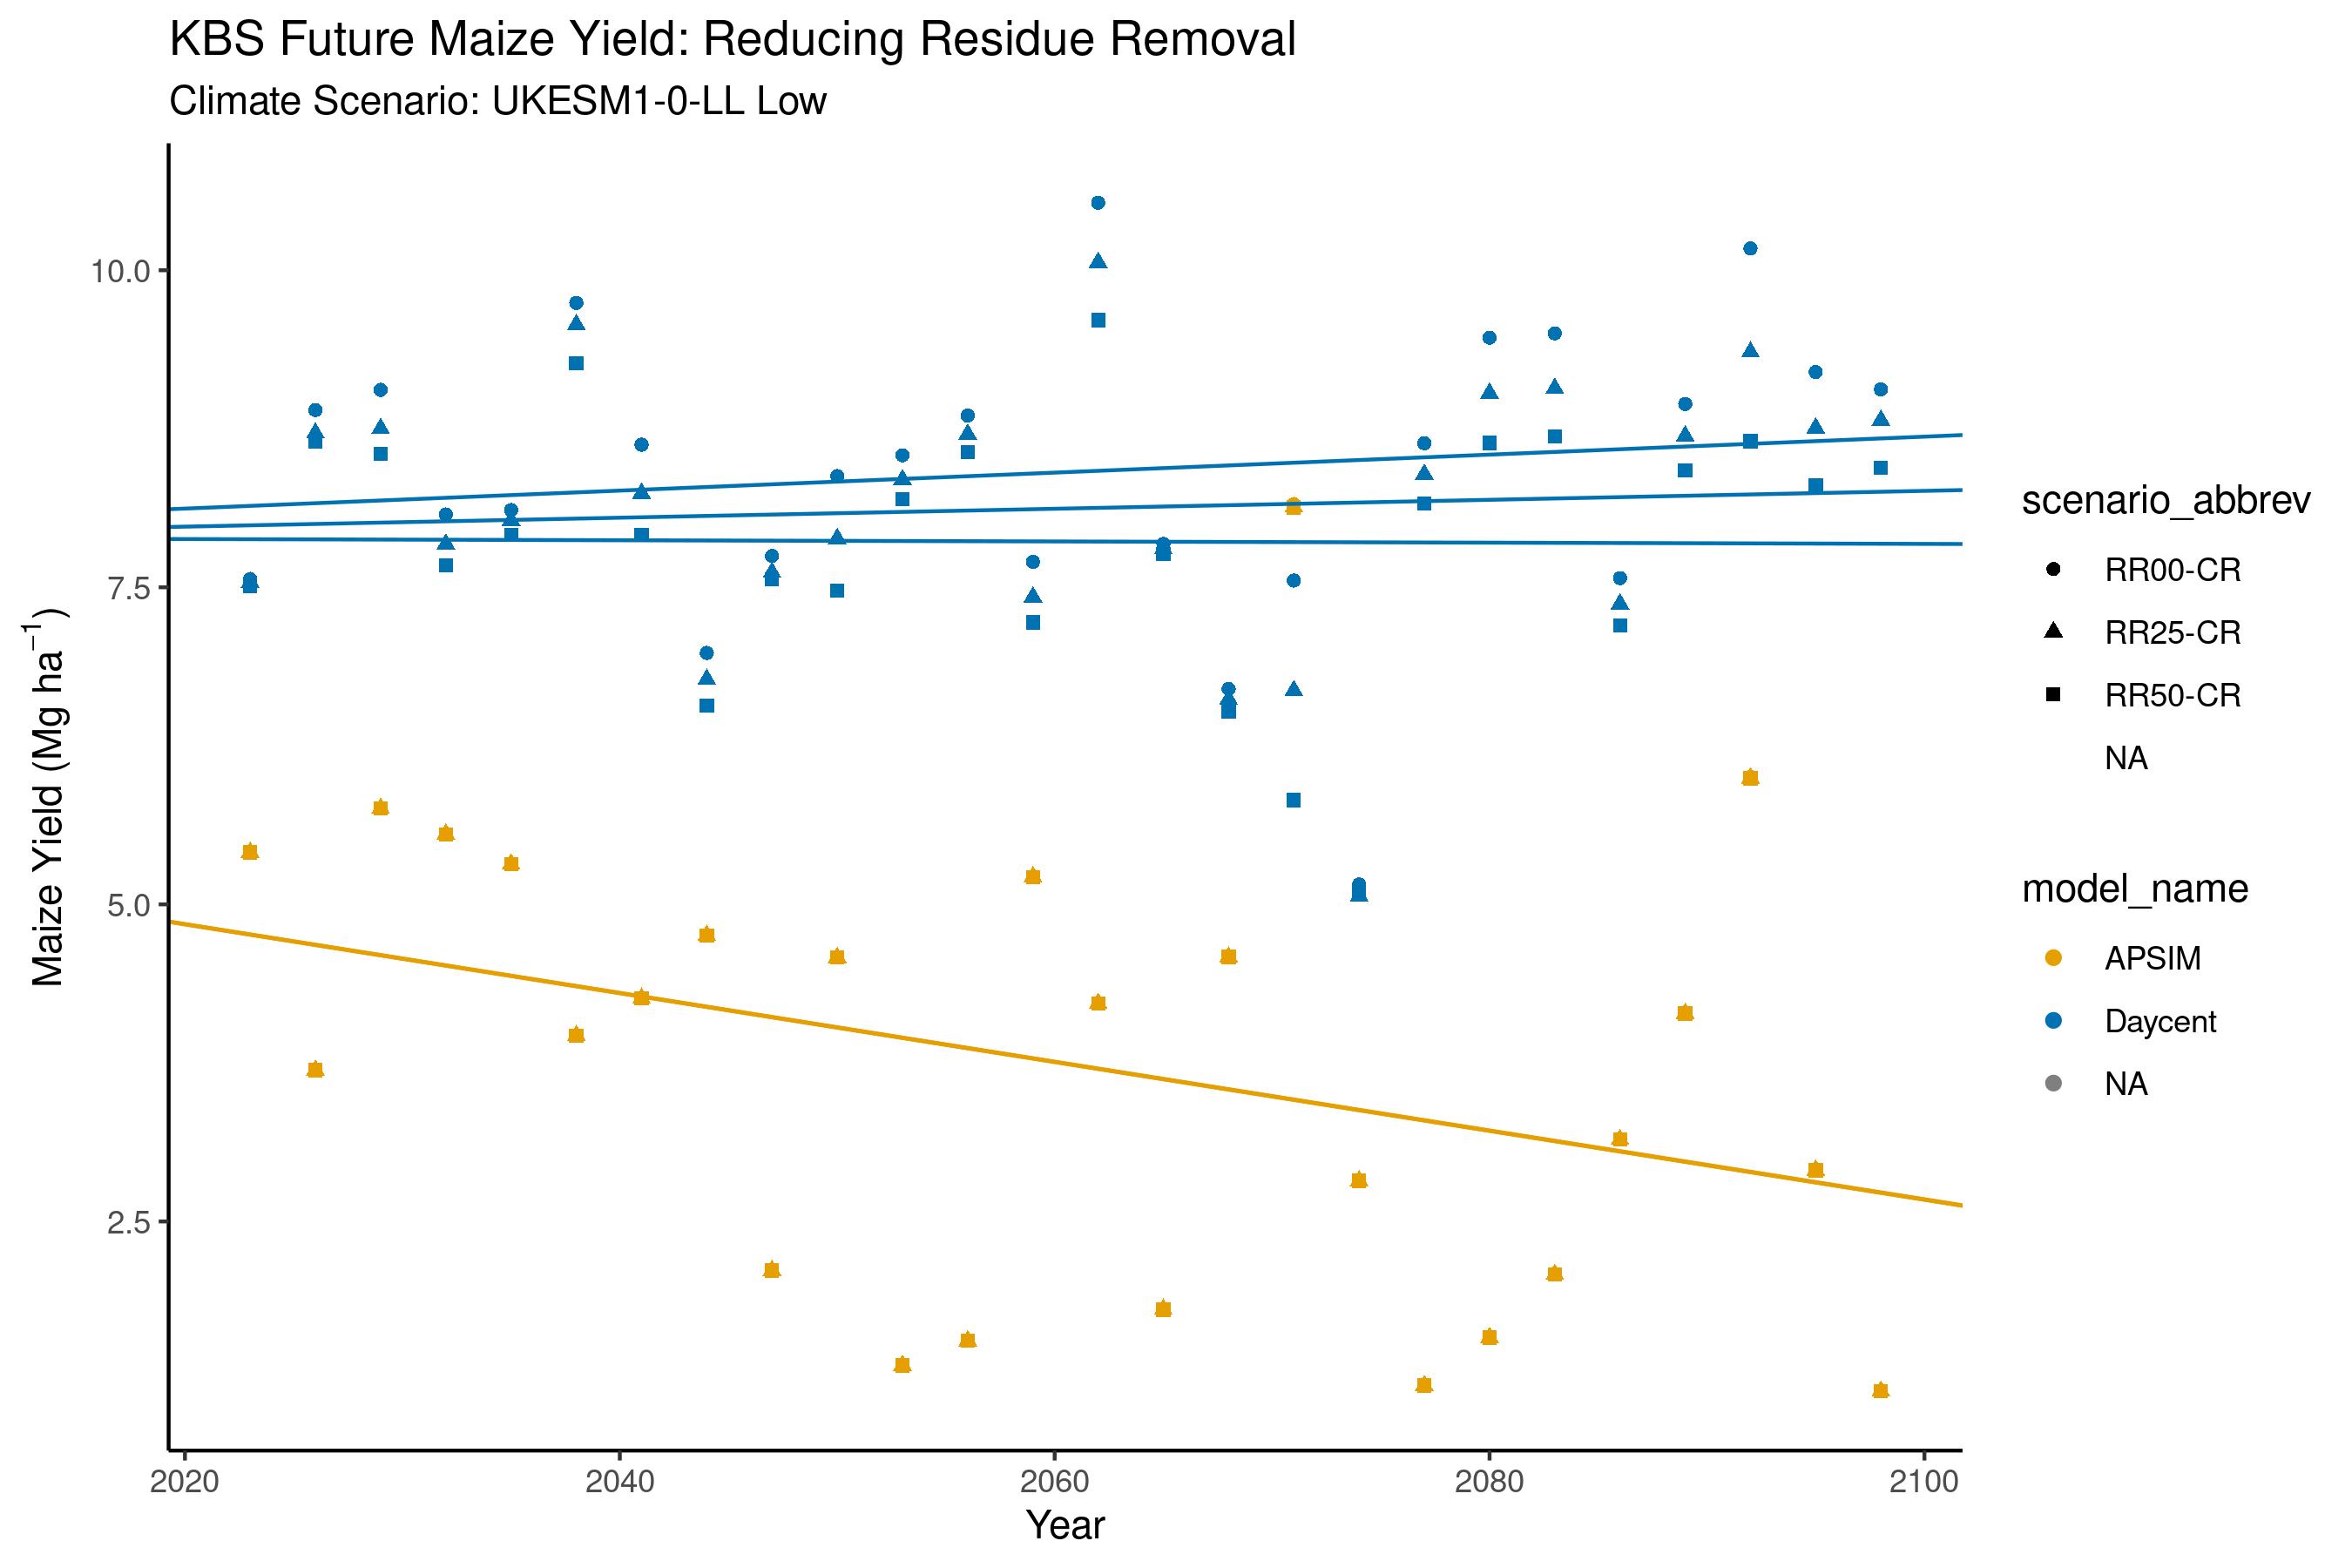 KBS Future Maize Yield: Reducing Residue Removal
Climate Scenario: UKESM1-0-LL Low
Maize Yield (Mg ha⁻¹)
10.0
7.5
5.0
2.5
2020 2040 2060 2080 2100
Year
scenario_abbrev
RR00-CR
RR25-CR
RR50-CR
NA
model_name
APSIM
Daycent
NA